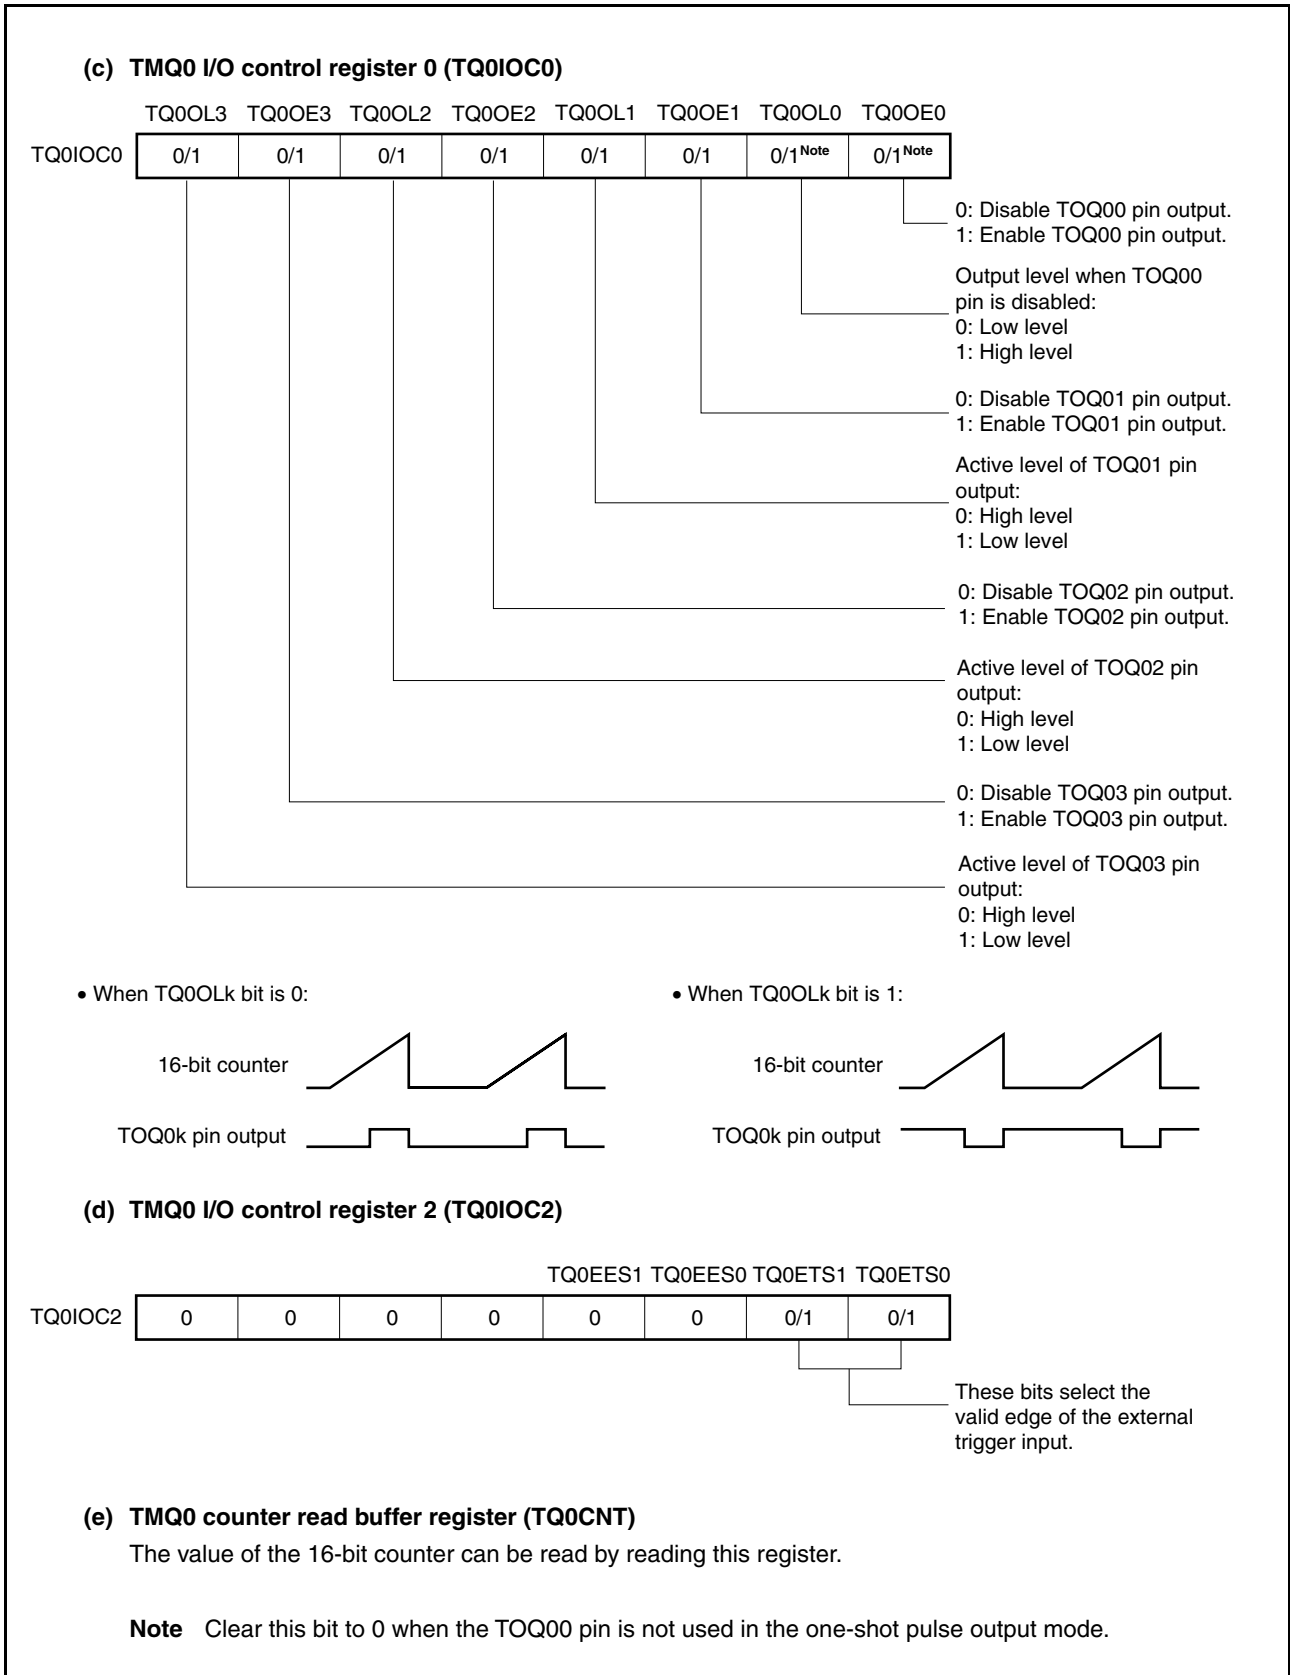 (c) TMQ0 I/O control register 0 (TQ0IOC0)
TQ0OL3 TQ0OE3 TQ0OL2 TQ0OE2 TQ0OL1 TQ0OE1 TQ0OL0 TQ0OE0
TQ0IOC0 0/1 0/1 0/1 0/1 0/1 0/1 0/1Note 0/1Note
0: Disable TOQ00 pin output.
1: Enable TOQ00 pin output.
Output level when TOQ00
pin is disabled:
0: Low level
1: High level
0: Disable TOQ01 pin output.
1: Enable TOQ01 pin output.
Active level of TOQ01 pin
output:
0: High level
1: Low level
0: Disable TOQ02 pin output.
1: Enable TOQ02 pin output.
Active level of TOQ02 pin
output:
0: High level
1: Low level
0: Disable TOQ03 pin output.
1: Enable TOQ03 pin output.
Active level of TOQ03 pin
output:
0: High level
1: Low level
• When TQ0OLk bit is 0:
16-bit counter
TOQ0k pin output
• When TQ0OLk bit is 1:
16-bit counter
TOQ0k pin output
(d) TMQ0 I/O control register 2 (TQ0IOC2)
TQ0EES1 TQ0EES0 TQ0ETS1 TQ0ETS0
TQ0IOC2 0 0 0 0 0 0 0/1 0/1
These bits select the
valid edge of the external
trigger input.
(e) TMQ0 counter read buffer register (TQ0CNT)
The value of the 16-bit counter can be read by reading this register.
Note Clear this bit to 0 when the TOQ00 pin is not used in the one-shot pulse output mode.